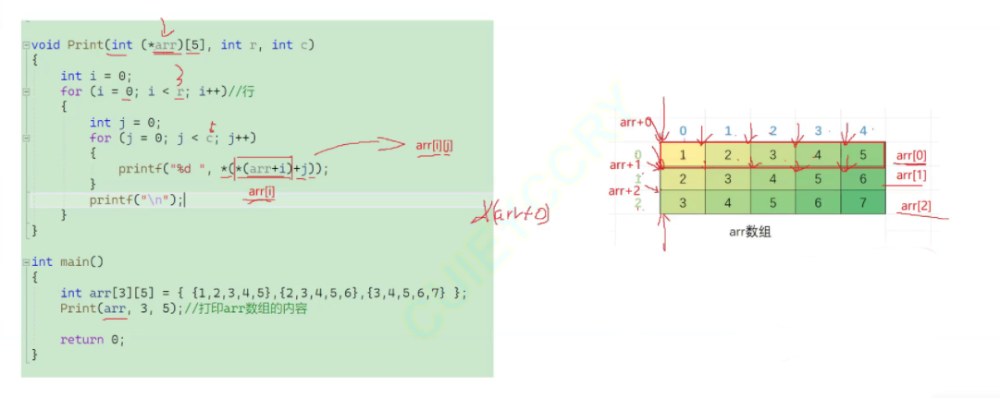 void Print(int (*arr)[5], int r, int c)
{
int i = 0;
3
for (i = 0; i < r; i++)//行
{
int j = 0;
for (j = 0; j < c; j++)
{
printf("%d ", *(*(arr+i)+j));
}
printf("\n");
}
}
arr[i][j]
arr[i]
*(arr+0)
int main()
{
int arr[3][5] = { {1,2,3,4,5},{2,3,4,5,6},{3,4,5,6,7} };
Print(arr, 3, 5);//打印arr数组的内容
return 0;
}
arr+0
0 1 2 3 4
0 1 2 3 4 5 arr[0]
arr+1
1 2 3 4 5 6 arr[1]
arr+2
2 3 4 5 6 7 arr[2]
arr数组